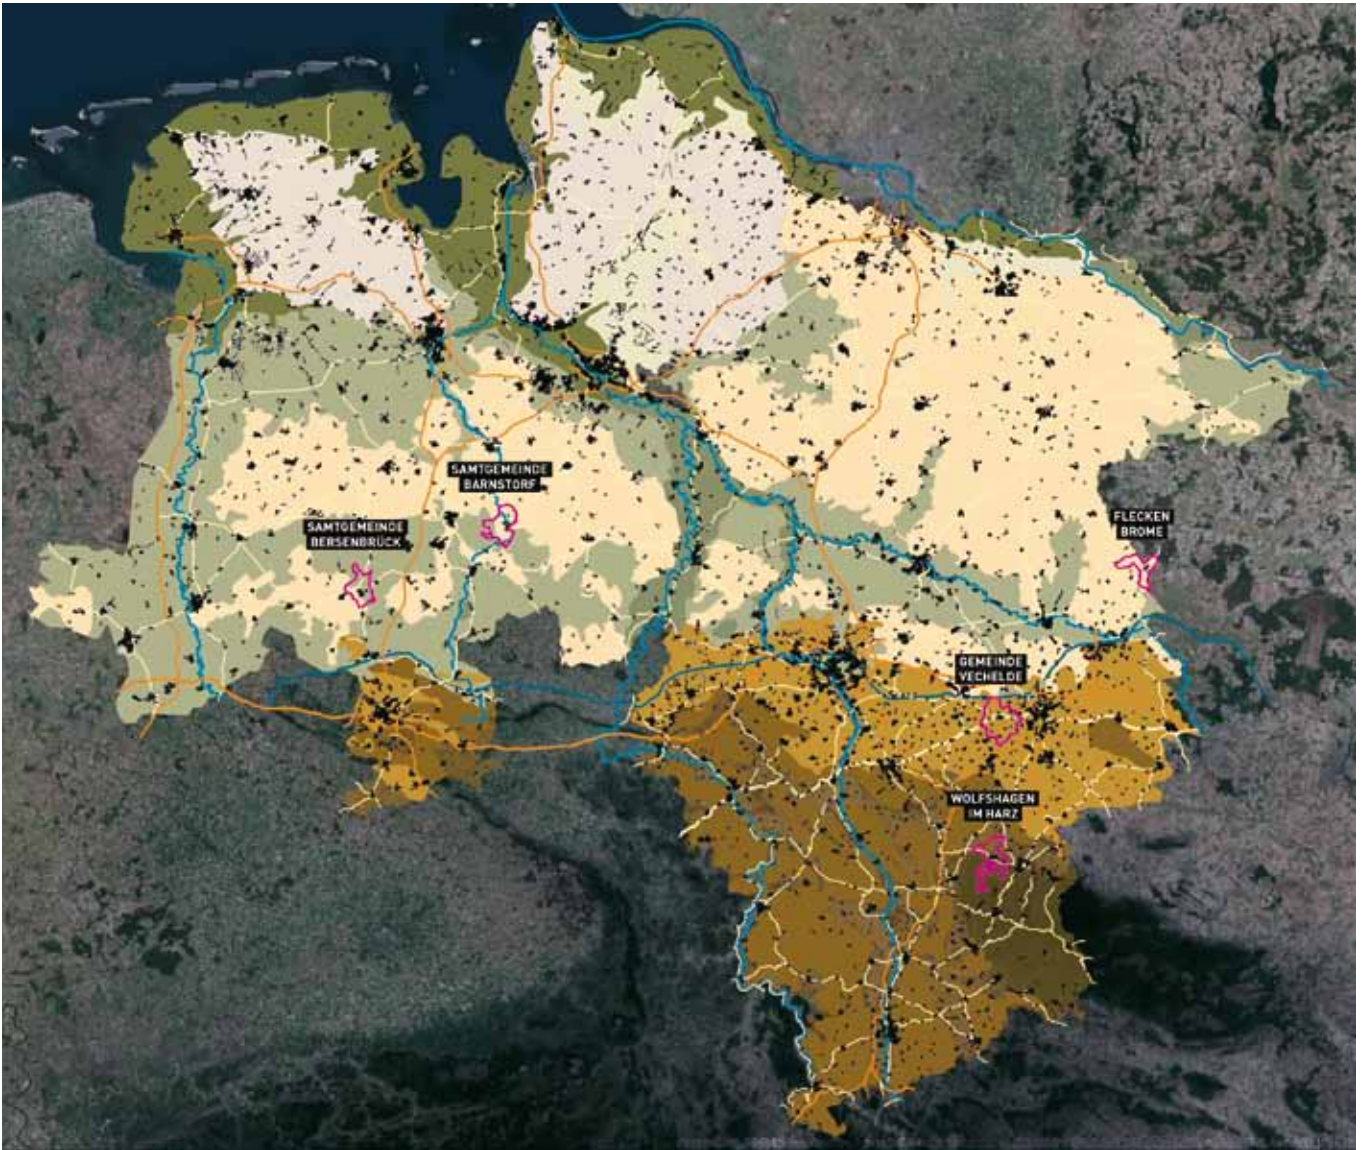 SAMTGEMEINDE
BARNSTORF
SAMTGEMEINDE
BERSENBRÜCK
FLECKEN
BROME
GEMEINDE
VECHELDE
WOLFSHAGEN
IM HARZ